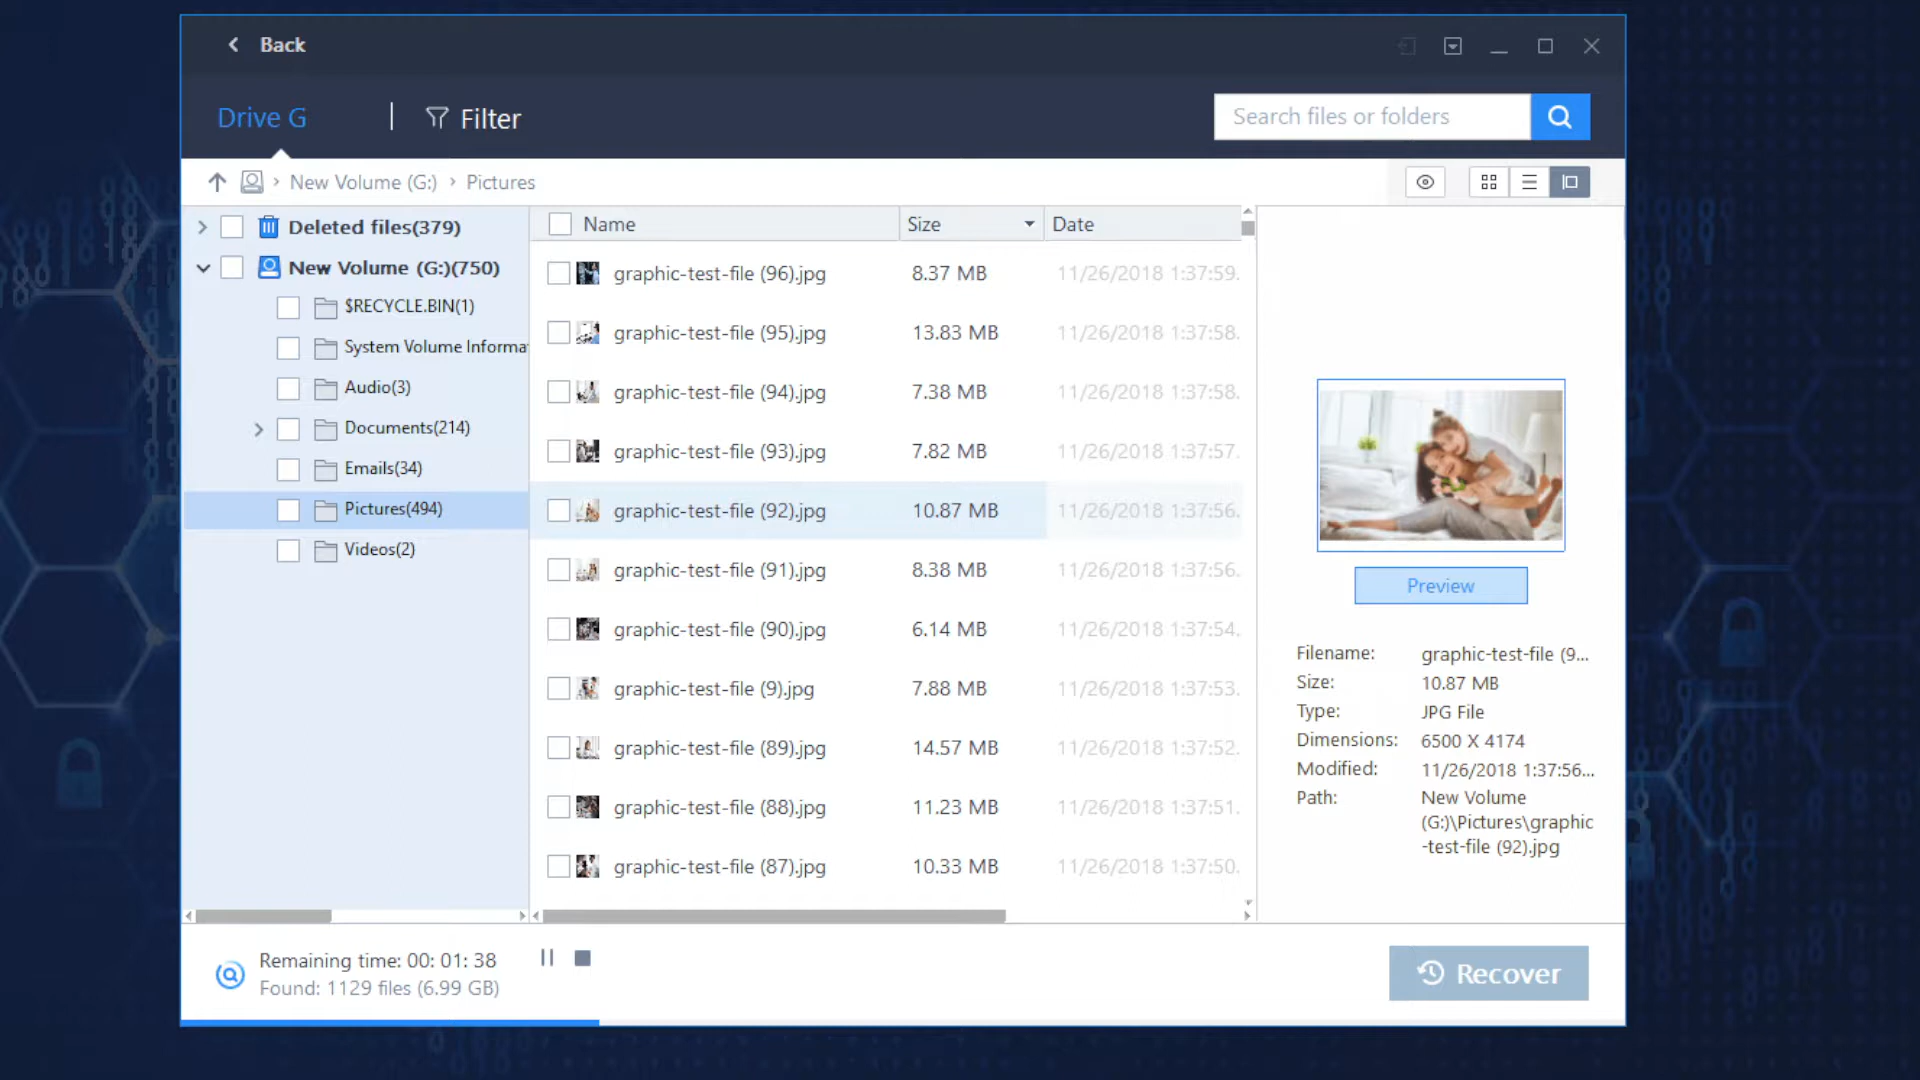 Back
Drive G
Filter
Search files or folders
New Volume (G:)
Pictures
Deleted files(379)
New Volume (G:)(750)
$RECYCLE.BIN(1)
System Volume Informa
Audio(3)
Documents(214)
Emails(34)
Pictures(494)
Videos(2)
Name Size Date
graphic-test-file (96).jpg 8.37 MB 11/26/2018 1:37:59.
graphic-test-file (95).jpg 13.83 MB 11/26/2018 1:37:58.
graphic-test-file (94).jpg 7.38 MB 11/26/2018 1:37:58.
graphic-test-file (93).jpg 7.82 MB 11/26/2018 1:37:57.
graphic-test-file (92).jpg 10.87 MB 11/26/2018 1:37:56.
graphic-test-file (91).jpg 8.38 MB 11/26/2018 1:37:56.
graphic-test-file (90).jpg 6.14 MB 11/26/2018 1:37:54.
graphic-test-file (9).jpg 7.88 MB 11/26/2018 1:37:53.
graphic-test-file (89).jpg 14.57 MB 11/26/2018 1:37:52.
graphic-test-file (88).jpg 11.23 MB 11/26/2018 1:37:51.
graphic-test-file (87).jpg 10.33 MB 11/26/2018 1:37:50.
Preview
Filename: graphic-test-file (9...
Size: 10.87 MB
Type: JPG File
Dimensions: 6500 X 4174
Modified: 11/26/2018 1:37:56...
Path: New Volume
(G:)\Pictures\graphic
-test-file (92).jpg
Remaining time: 00: 01: 38
Found: 1129 files (6.99 GB)
Recover